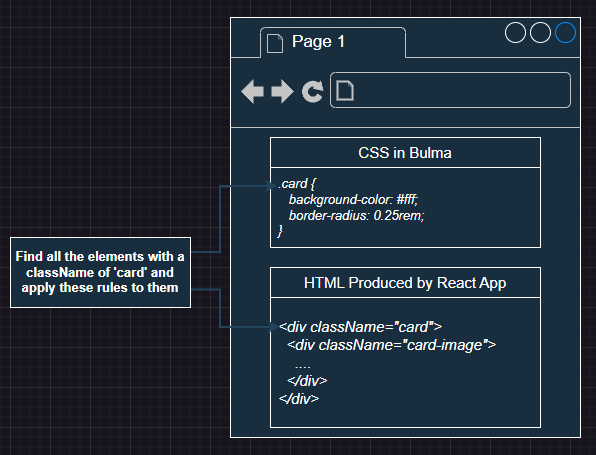 Page 1
CSS in Bulma
.card {
background-color: #fff;
border-radius: 0.25rem;
}
Find all the elements with a
className of 'card' and
apply these rules to them
HTML Produced by React App
<div className="card">
<div className="card-image">
....
</div>
</div>